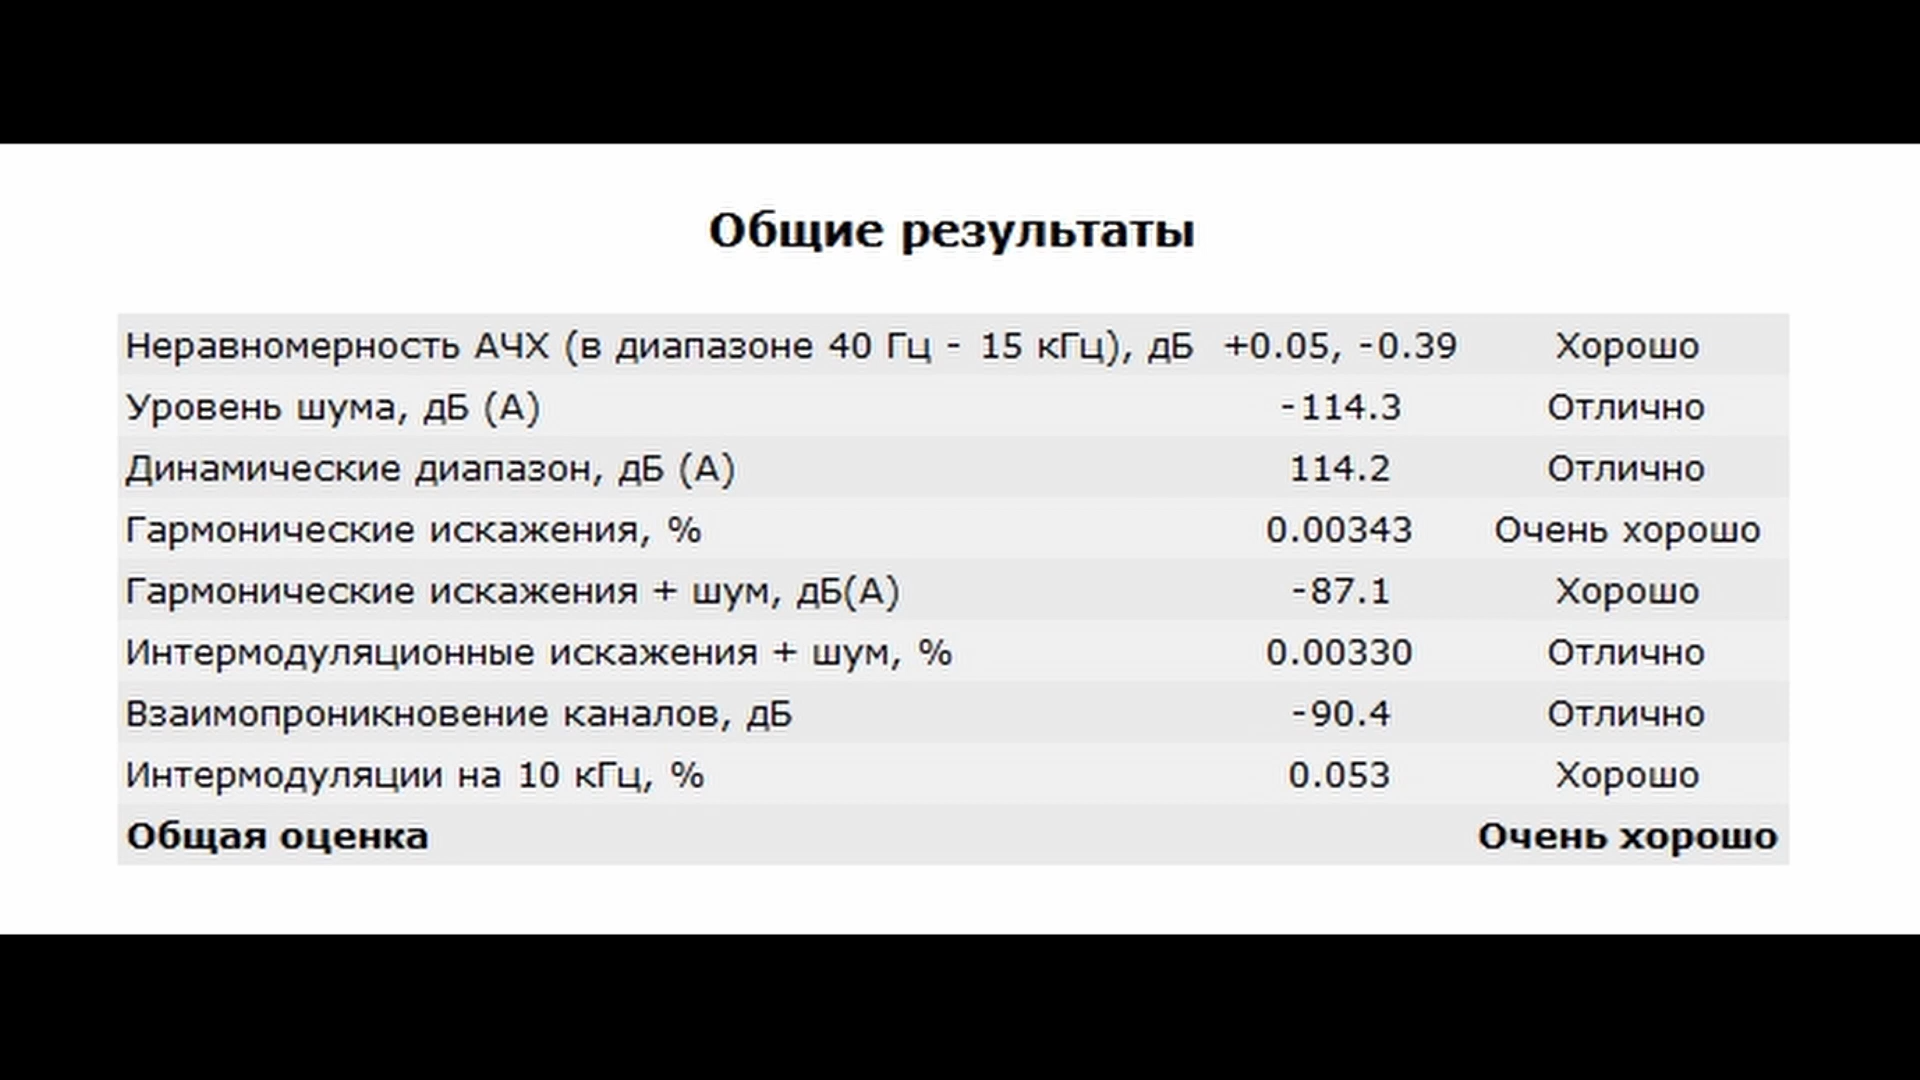 Общие результаты
Неравномерность АЧХ (в диапазоне 40 Гц - 15 кГц), дБ +0.05, -0.39 Хорошо
Уровень шума, дБ (А) -114.3 Отлично
Динамические диапазон, дБ (А) 114.2 Отлично
Гармонические искажения, % 0.00343 Очень хорошо
Гармонические искажения + шум, дБ(А) -87.1 Хорошо
Интермодуляционные искажения + шум, % 0.00330 Отлично
Взаимопроникновение каналов, дБ -90.4 Отлично
Интермодуляции на 10 кГц, % 0.053 Хорошо
Общая оценка Очень хорошо